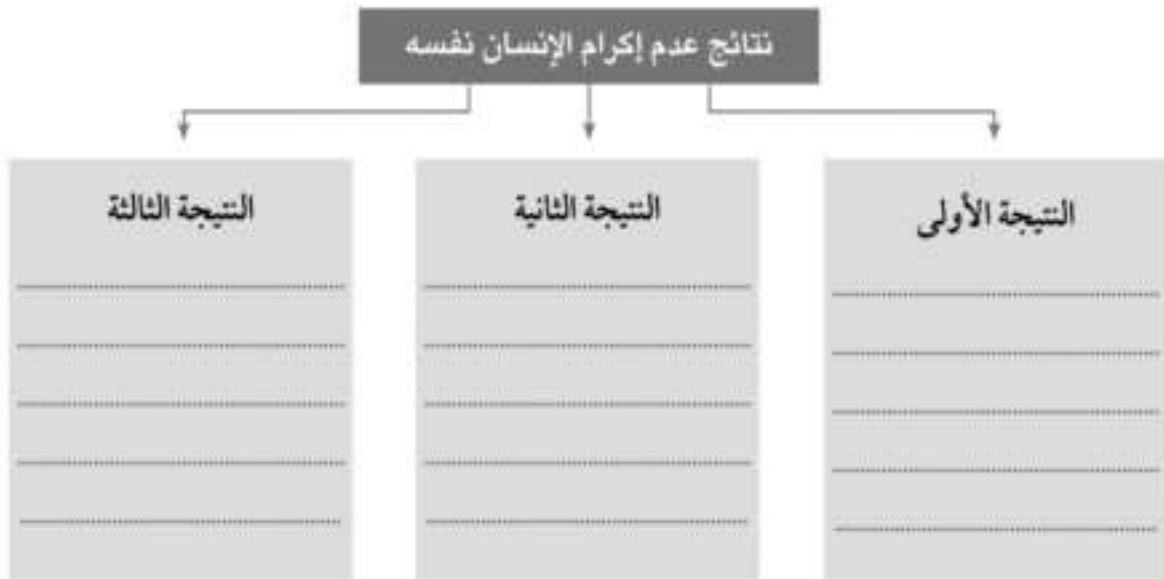 نتائج عدم إكرام الإنسان نفسه
النتيجة الأولى
النتيجة الثانية
النتيجة الثالثة